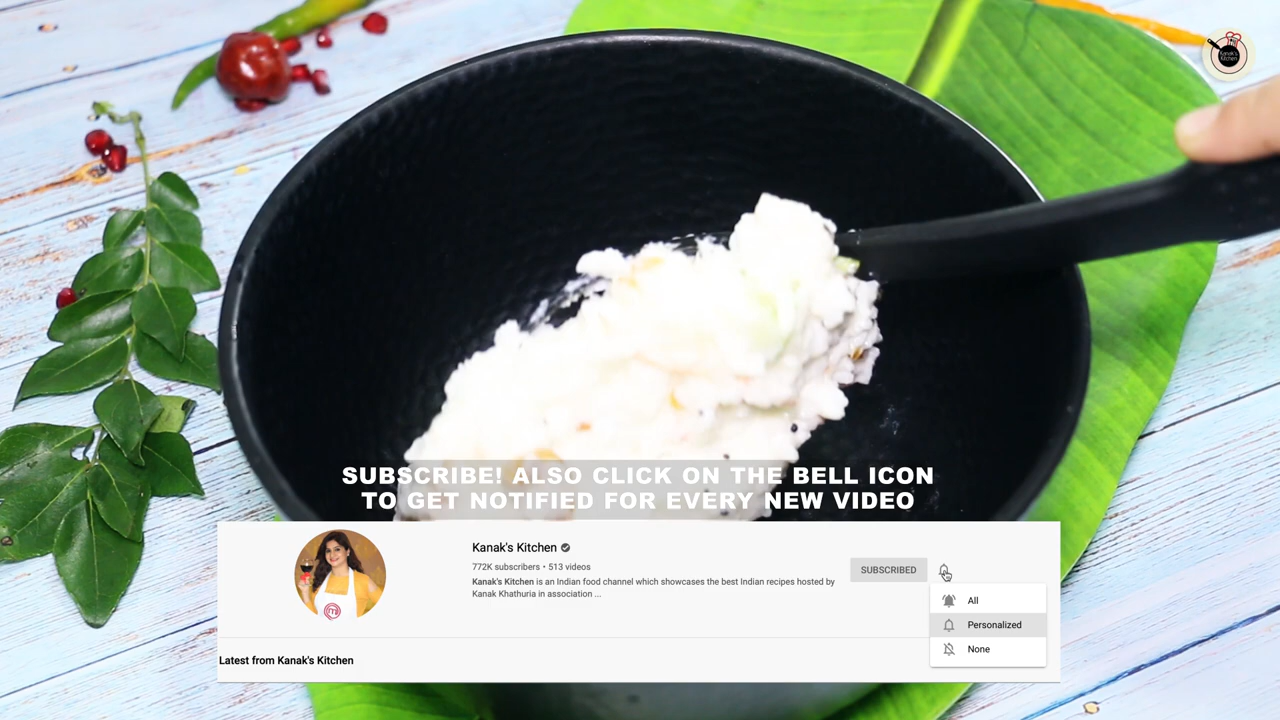 Kanak's
Kitchen
SUBSCRIBE! ALSO CLICK ON THE BELL ICON
TO GET NOTIFIED FOR EVERY NEW VIDEO
Kanak's Kitchen
772K subscribers • 513 videos
Kanak's Kitchen is an Indian food channel which showcases the best Indian recipes hosted by
Kanak Khathuria in association ...
SUBSCRIBED
All
Personalized
None
Latest from Kanak's Kitchen